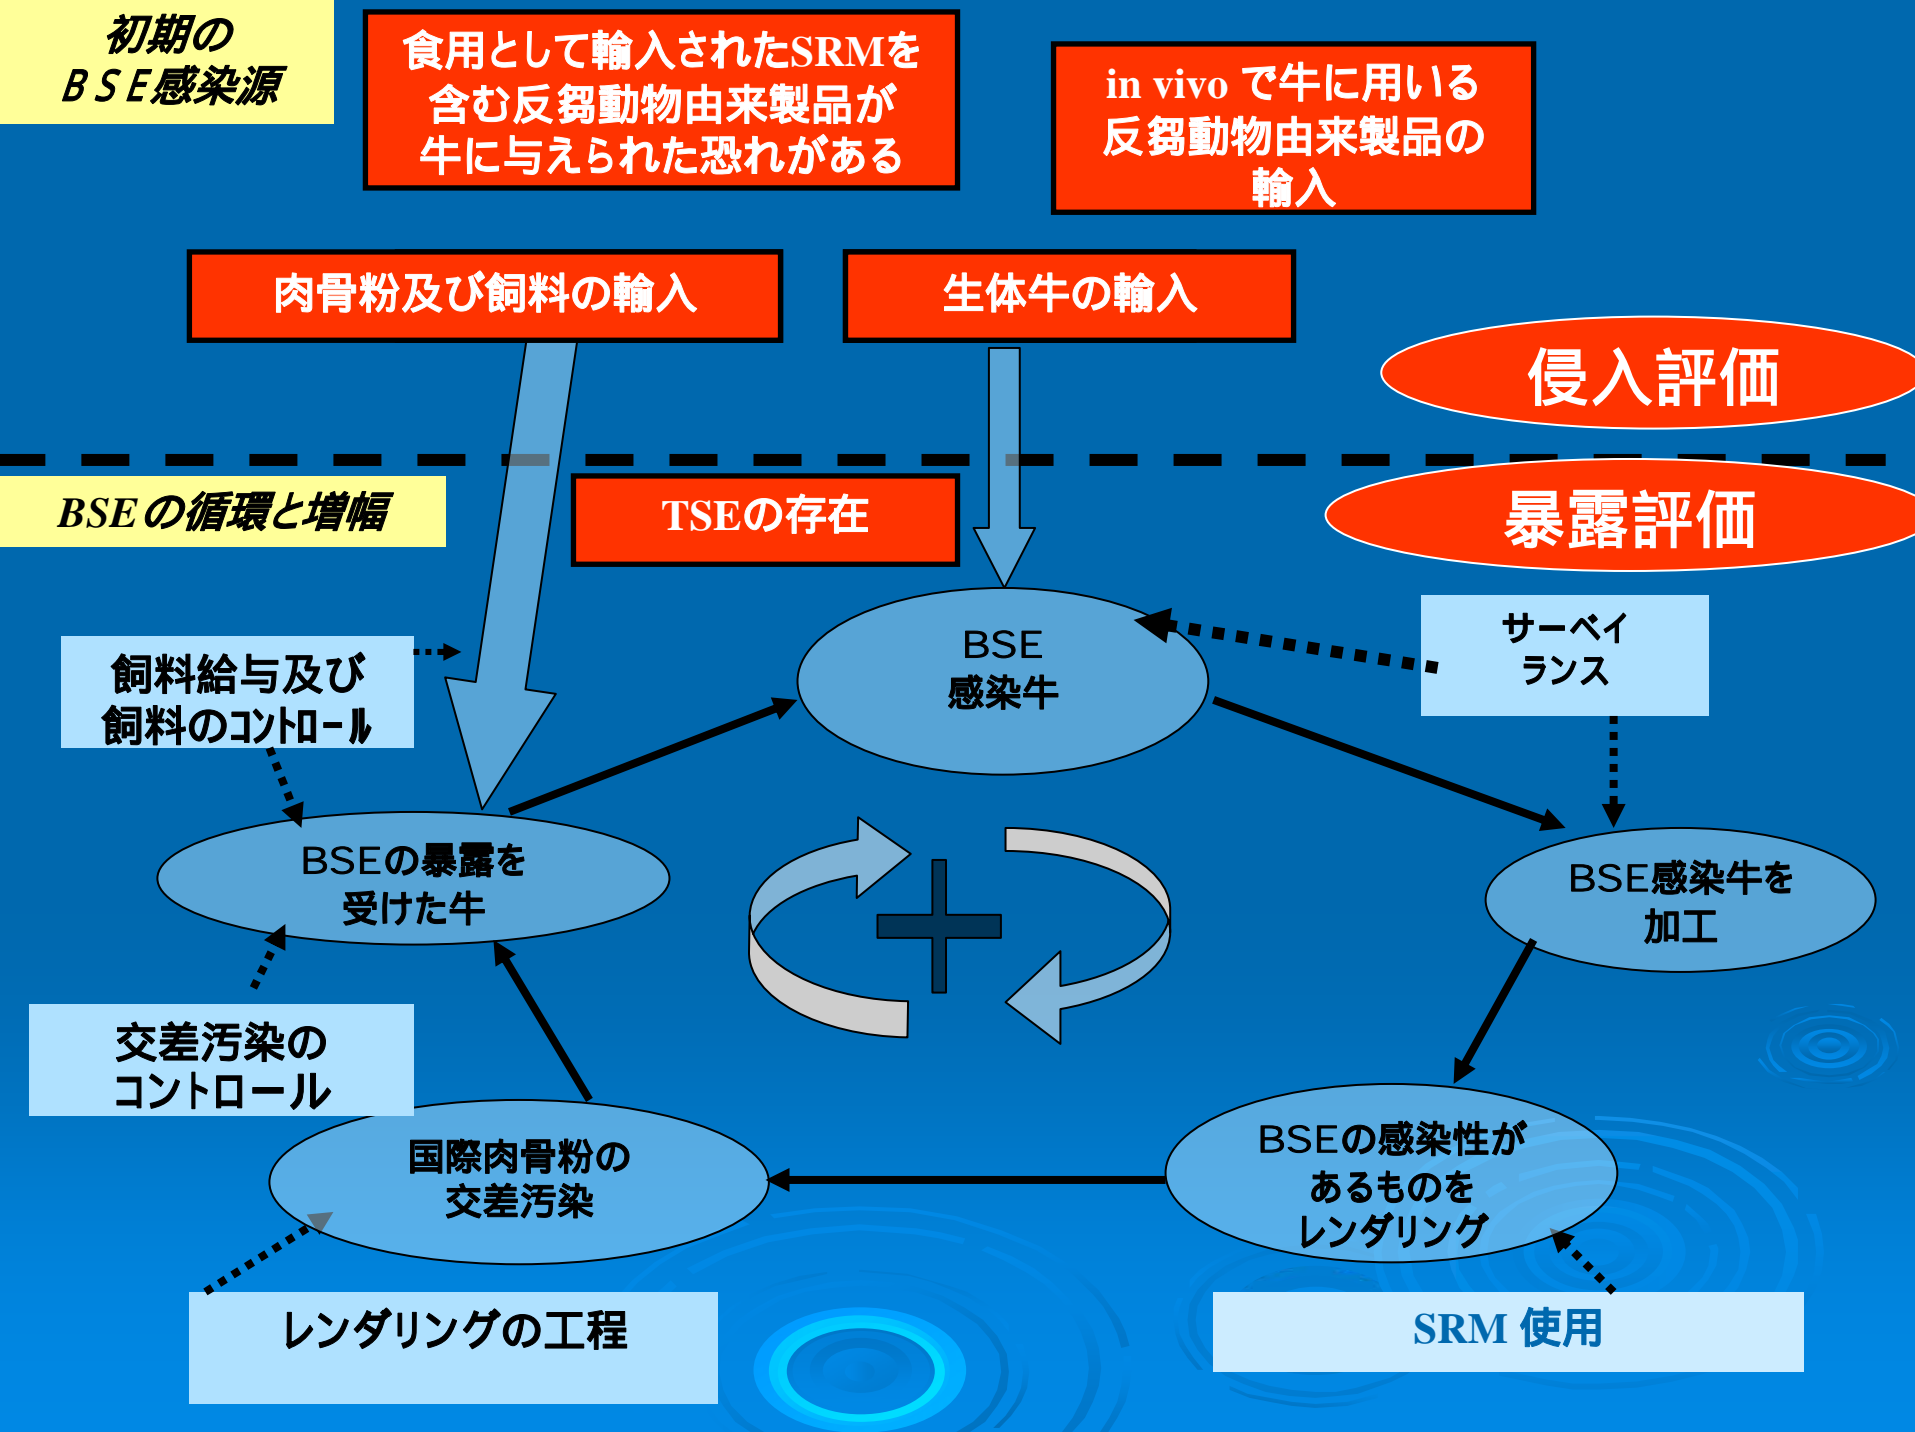 初期の
BSE感染源
食用として輸入されたSRMを
含む反芻動物由来製品が
牛に与えられた恐れがある
in vivo で牛に用いる
反芻動物由来製品の
輸入
肉骨粉及び飼料の輸入
生体牛の輸入
侵入評価
BSEの循環と増幅
TSEの存在
暴露評価
サーベイ
ランス
BSE
感染牛
飼料給与及び
飼料のコントロール
BSEの暴露を
受けた牛
BSE感染牛を
加工
交差汚染の
コントロール
国際肉骨粉の
交差汚染
BSEの感染性が
あるものを
レンダリング
レンダリングの工程
SRM 使用